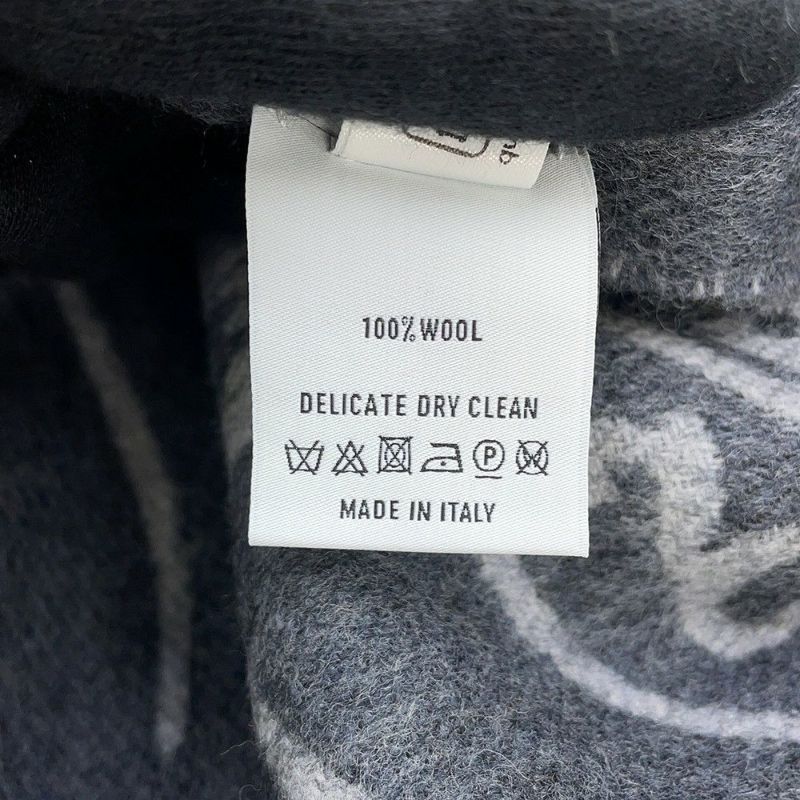 100% WOOL
DELICATE DRY CLEAN
P W
MADE IN ITALY